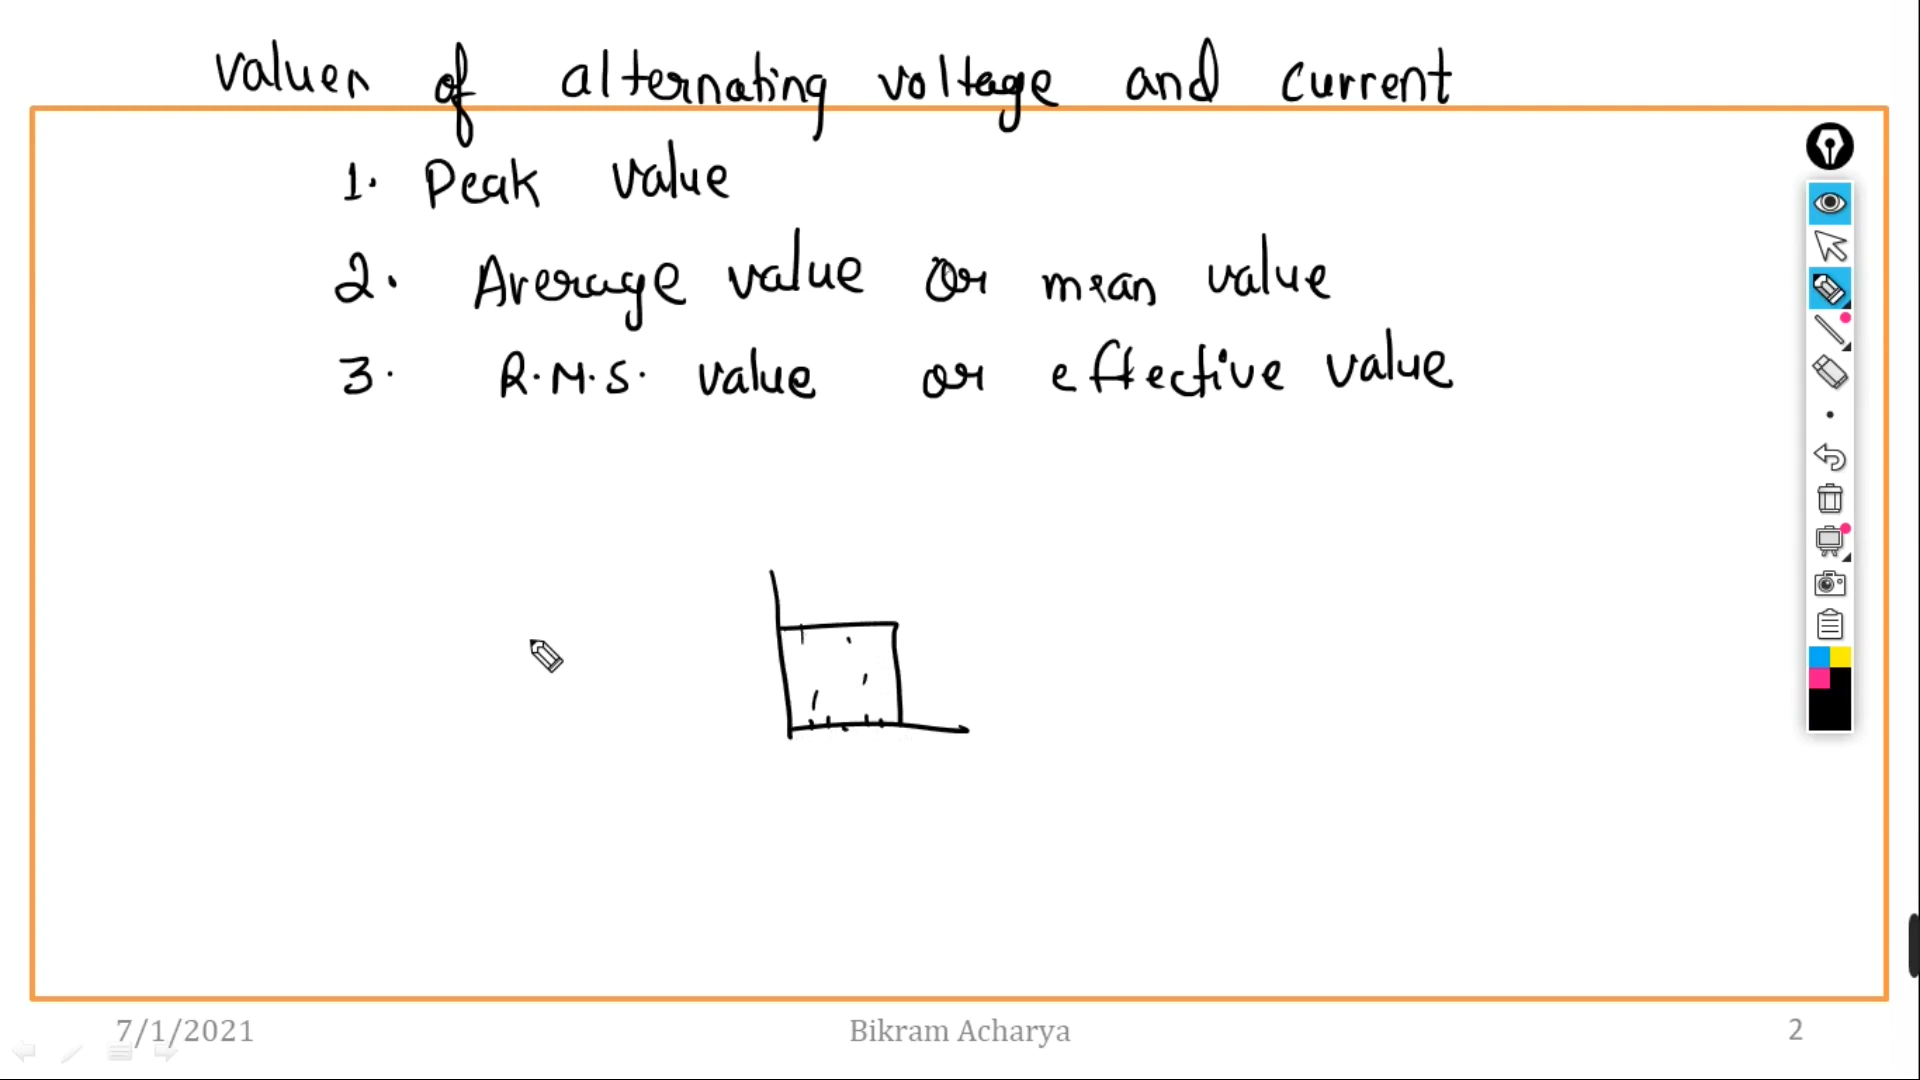 values of alternating voltage and current
1. Peak value
2. Average value or mean value
3. R.M.S. value or effective value
7/1/2021
Bikram Acharya
2